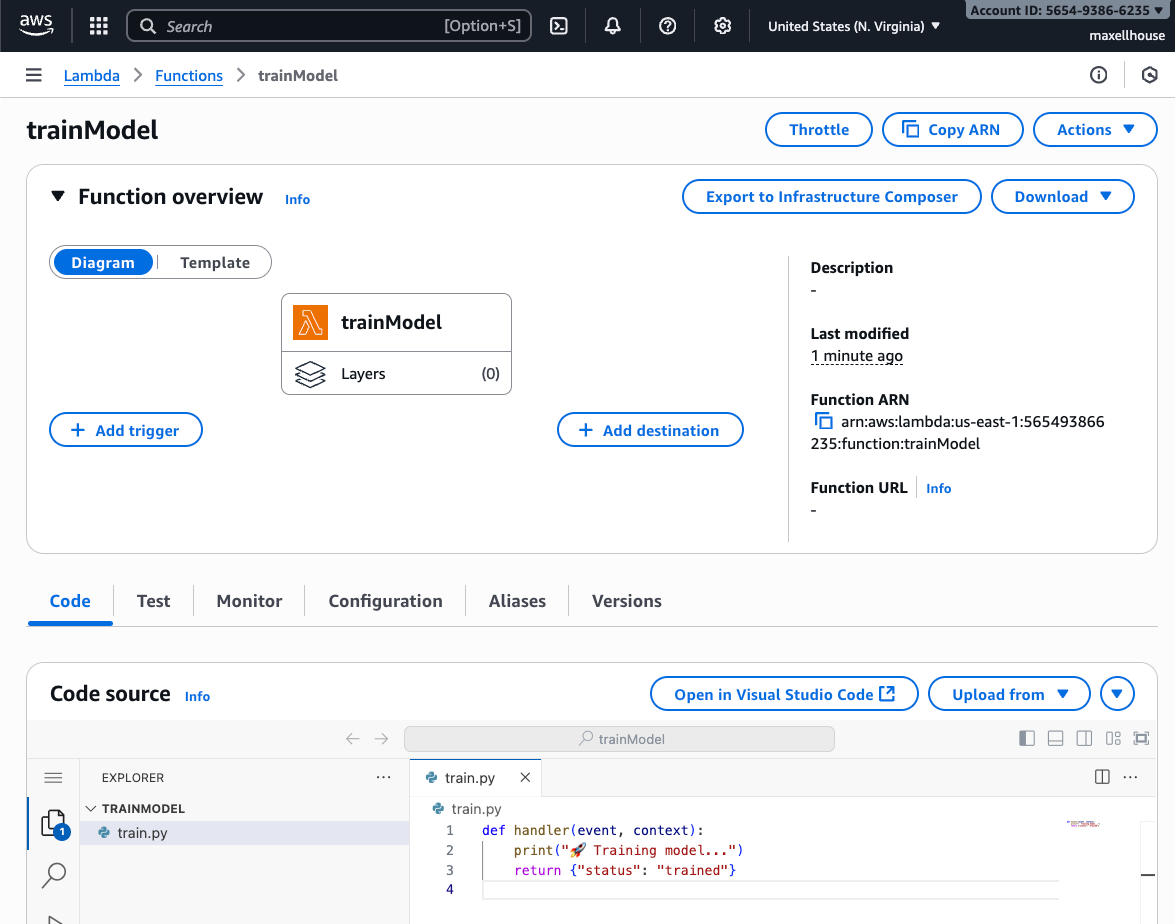 aws
Search [Option+S]
United States (N. Virginia)
Account ID: 5654-9386-6235
maxellhouse
Lambda > Functions > trainModel
trainModel
Throttle Copy ARN Actions
Function overview Info
Export to Infrastructure Composer Download
Diagram Template
trainModel
Layers (0)
+ Add trigger
+ Add destination
Description
-
Last modified
1 minute ago
Function ARN
arn:aws:lambda:us-east-1:565493866
235:function:trainModel
Function URL Info
-
Code Test Monitor Configuration Aliases Versions
Code source Info
Open in Visual Studio Code Upload from
trainModel
EXPLORER ...
TRAINMODEL
train.py
1
train.py
train.py
1 def handler(event, context):
2     print("🚀 Training model...")
3     return {"status": "trained"}
4